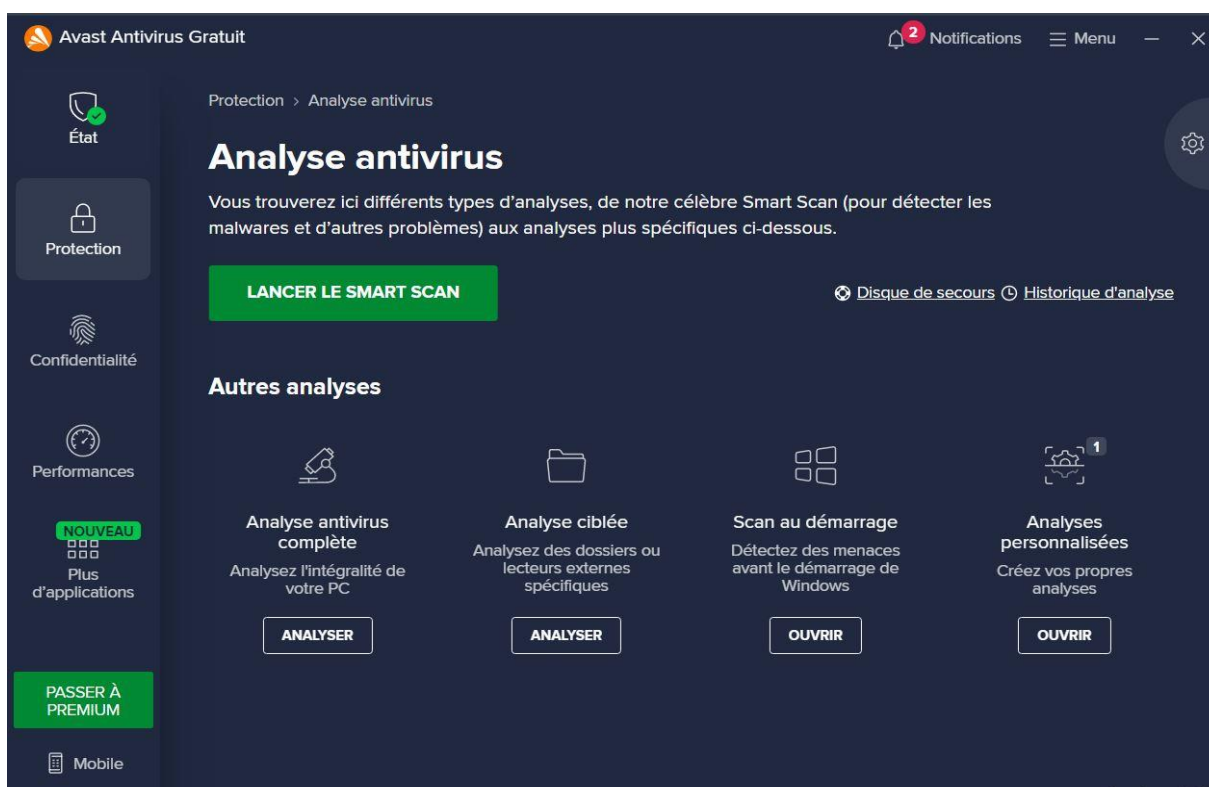 Avast Antivirus Gratuit
2 Notifications
Menu
État
Protection
Confidentialité
Performances
NOUVEAU
Plus
d'applications
PASSER À
PREMIUM
Mobile
Protection > Analyse antivirus
Analyse antivirus
Vous trouverez ici différents types d'analyses, de notre célèbre Smart Scan (pour détecter les
malwares et d'autres problèmes) aux analyses plus spécifiques ci-dessous.
LANCER LE SMART SCAN
Disque de secours
Historique d'analyse
Autres analyses
Analyse antivirus
complète
Analysez l'intégralité de
votre PC
ANALYSER
Analyse ciblée
Analysez des dossiers ou
lecteurs externes
spécifiques
ANALYSER
Scan au démarrage
Détectez des menaces
avant le démarrage de
Windows
OUVRIR
1
Analyses
personnalisées
Créez vos propres
analyses
OUVRIR